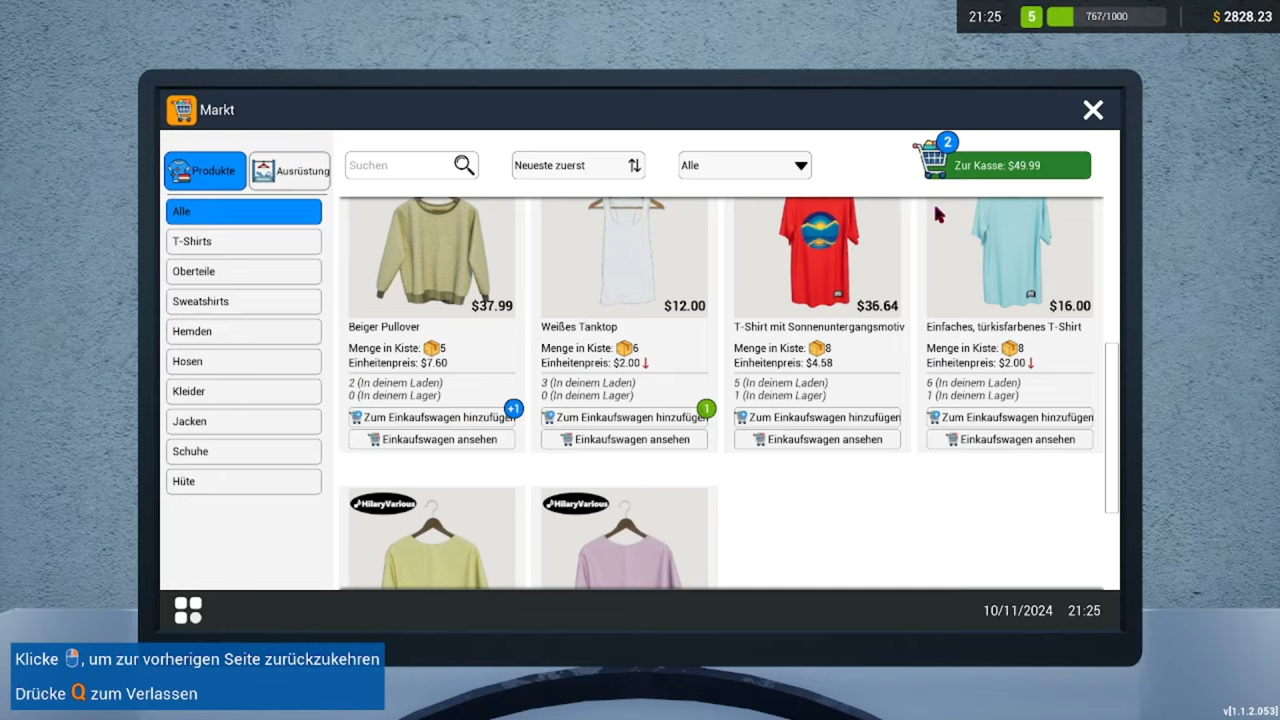 21:25
5
767/1000
$ 2828.23
Markt
Produkte
Ausrüstung
Suchen
Neueste zuerst
Alle
2
Zur Kasse: $49.99
Alle
T-Shirts
Oberteile
Sweatshirts
Hemden
Hosen
Kleider
Jacken
Schuhe
Hüte
$37.99
Beiger Pullover
Menge in Kiste: 5
Einheitenpreis: $7.60
2 (In deinem Laden)
0 (In deinem Lager)
Zum Einkaufswagen hinzufügen
+1
Einkaufswagen ansehen
$12.00
Weißes Tanktop
Menge in Kiste: 6
Einheitenpreis: $2.00
3 (In deinem Laden)
0 (In deinem Lager)
Zum Einkaufswagen hinzufügen
1
Einkaufswagen ansehen
$36.64
T-Shirt mit Sonnenuntergangsmotiv
Menge in Kiste: 8
Einheitenpreis: $4.58
5 (In deinem Laden)
1 (In deinem Lager)
Zum Einkaufswagen hinzufügen
Einkaufswagen ansehen
$16.00
Einfaches, türkisfarbenes T-Shirt
Menge in Kiste: 8
Einheitenpreis: $2.00
6 (In deinem Laden)
1 (In deinem Lager)
Zum Einkaufswagen hinzufügen
Einkaufswagen ansehen
HilaryVarious
HilaryVarious
10/11/2024 21:25
Klicke , um zur vorherigen Seite zurückzukehren
Drücke Q zum Verlassen
v[1.1.2.053]